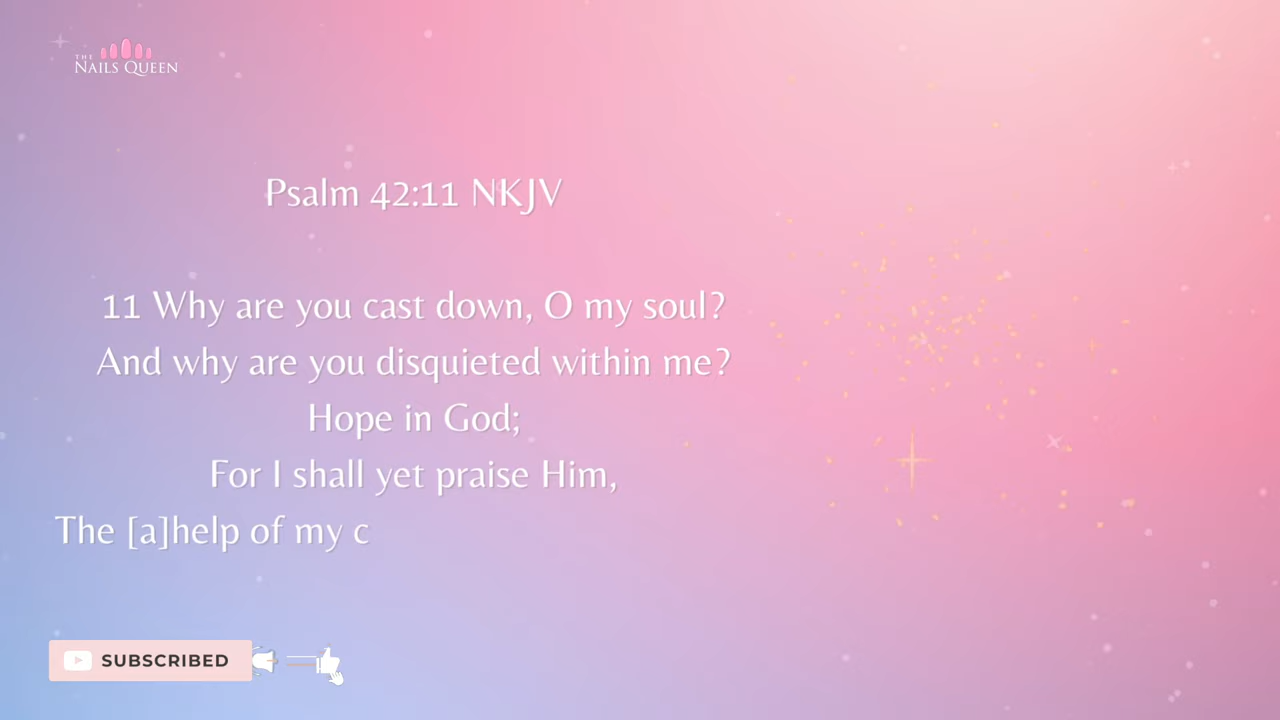 THE
NAILS QUEEN
Psalm 42:11 NKJV
11 Why are you cast down, O my soul?
And why are you disquieted within me?
Hope in God;
For I shall yet praise Him,
The [a]help of my c
SUBSCRIBED